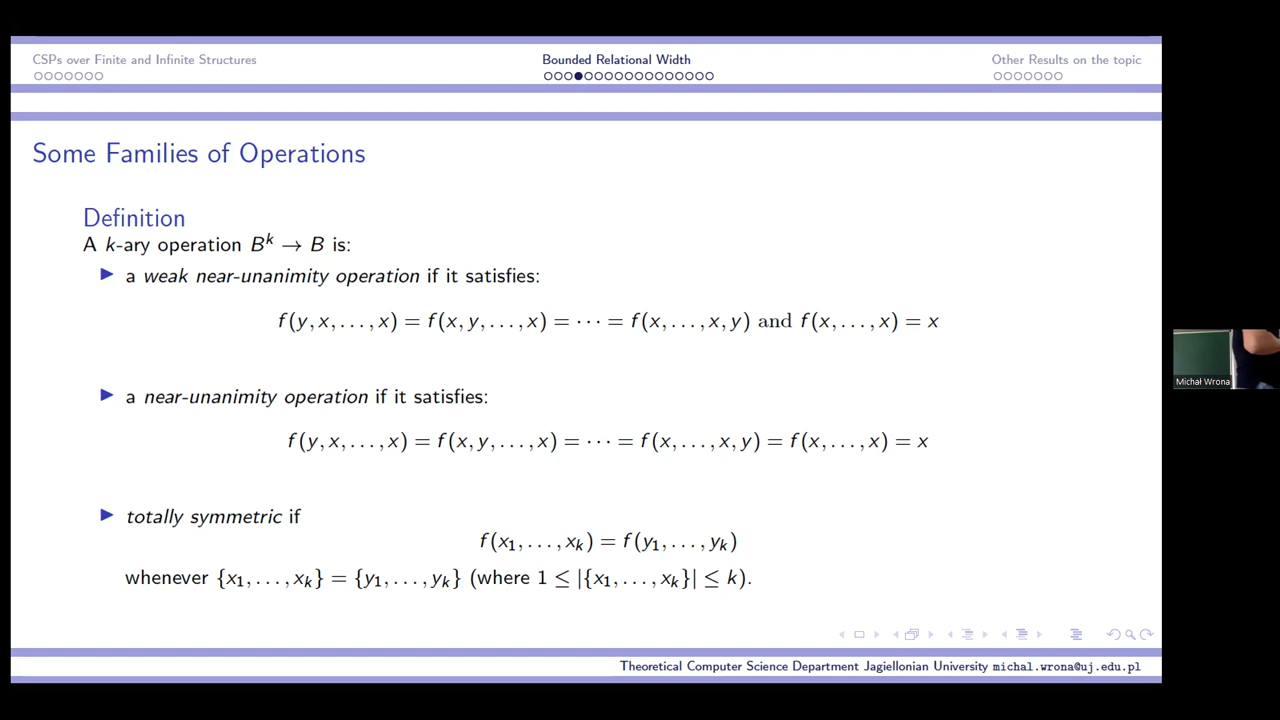 CSPs over Finite and Infinite Structures
Bounded Relational Width
Other Results on the topic
Some Families of Operations
Definition
A k-ary operation Bᵏ → B is:
a weak near-unanimity operation if it satisfies:
f(y, x, . . . , x) = f(x, y, . . . , x) = · · · = f(x, . . . , x, y) and f(x, . . . , x) = x
a near-unanimity operation if it satisfies:
f(y, x, . . . , x) = f(x, y, . . . , x) = · · · = f(x, . . . , x, y) = f(x, . . . , x) = x
totally symmetric if
f(x₁, . . . , xₖ) = f(y₁, . . . , yₖ)
whenever {x₁, . . . , xₖ} = {y₁, . . . , yₖ} (where 1 ≤ |{x₁, . . . , xₖ}| ≤ k).
Michał Wrona
Theoretical Computer Science Department Jagiellonian University michal.wrona@uj.edu.pl